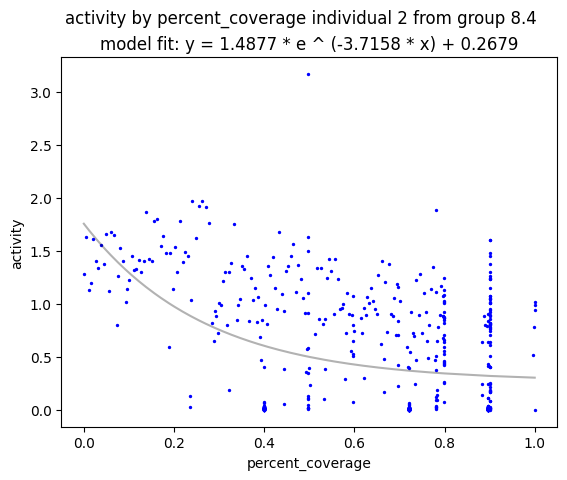 activity by percent_coverage individual 2 from group 8.4
model fit: y = 1.4877 * e ^ (-3.7158 * x) + 0.2679
3.0
2.5
2.0
1.5
1.0
0.5
0.0
activity
0.0 0.2 0.4 0.6 0.8 1.0
percent_coverage